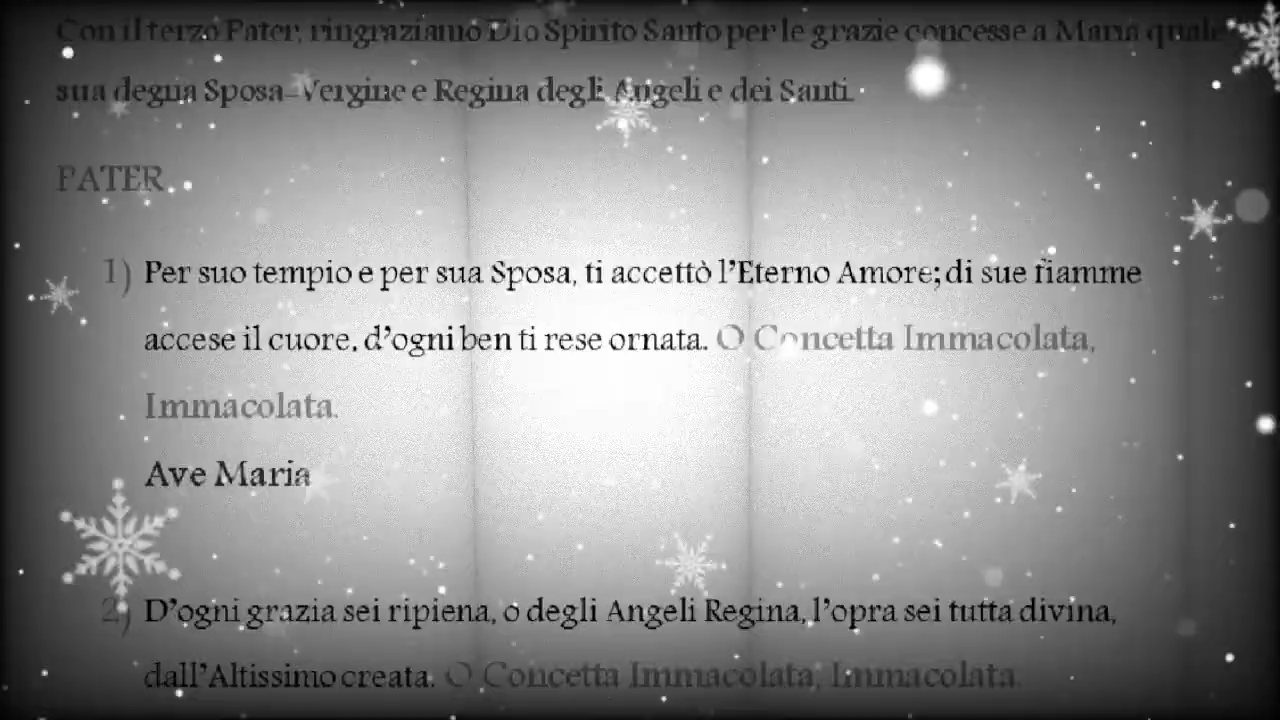 Con il terzo Pater, ringraziamo Dio Spirito Santo per le grazie concesse a Maria quale
sua degna Sposa-Vergine e Regina degli Angeli e dei Santi.
PATER.
1) Per suo tempio e per sua Sposa, ti accettò l'Eterno Amore; di sue fiamme
accese il cuore, d'ogni ben ti rese ornata. O Concetta Immacolata,
Immacolata.
Ave Maria
2) D'ogni grazia sei ripiena, o degli Angeli Regina, l'opra sei tutta divina,
dall'Altissimo creata. O Concetta Immacolata, Immacolata.